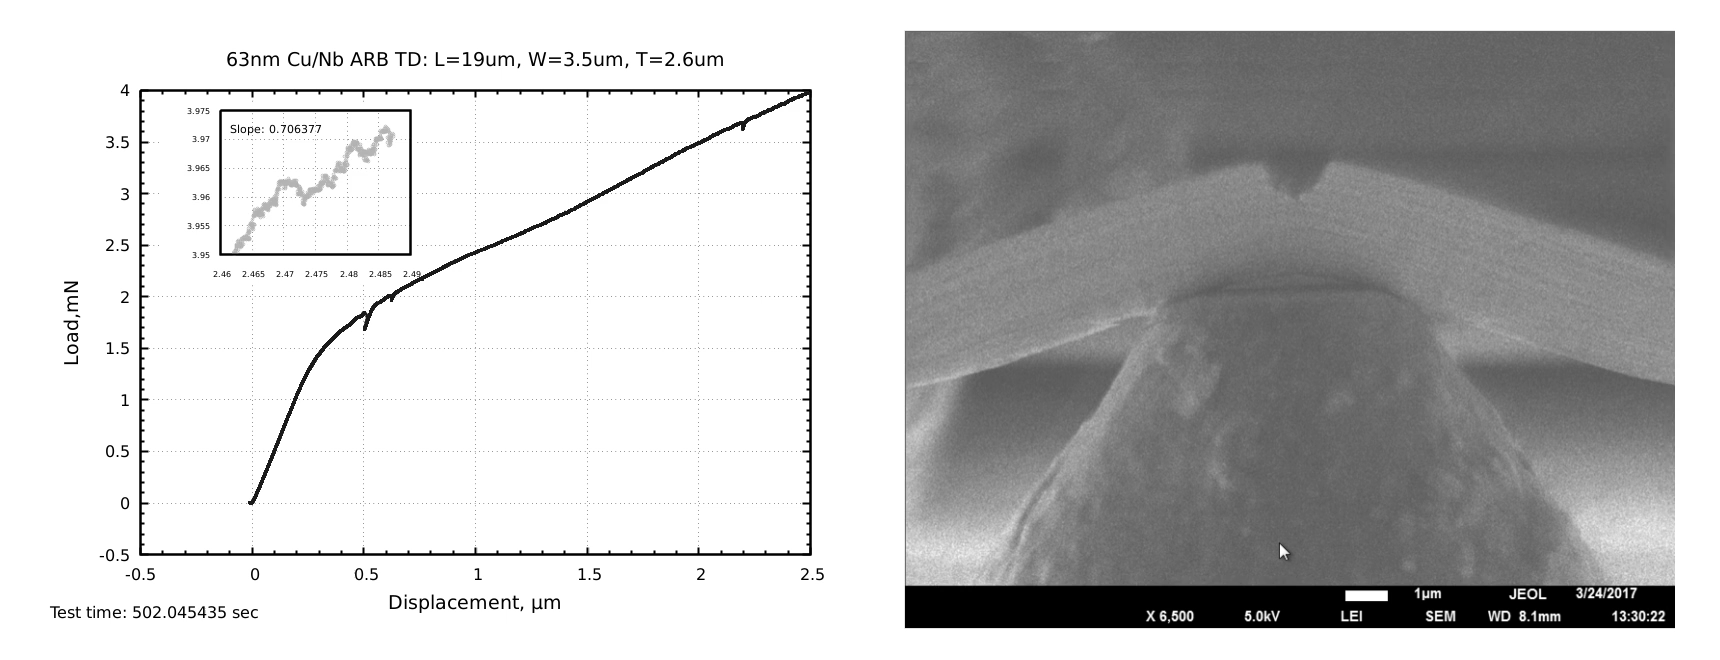 63nm Cu/Nb ARB TD: L=19um, W=3.5um, T=2.6um
4
3.5
3
2.5
2
1.5
1
0.5
0
-0.5
-0.5 0 0.5 1 1.5 2 2.5
Load,mN
Displacement, μm
3.975
3.97
3.965
3.96
3.955
3.95
2.46 2.465 2.47 2.475 2.48 2.485 2.49
Slope: 0.706377
Test time: 502.045435 sec
1μm JEOL 3/24/2017
X 6,500 5.0kV LEI SEM WD 8.1mm 13:30:22